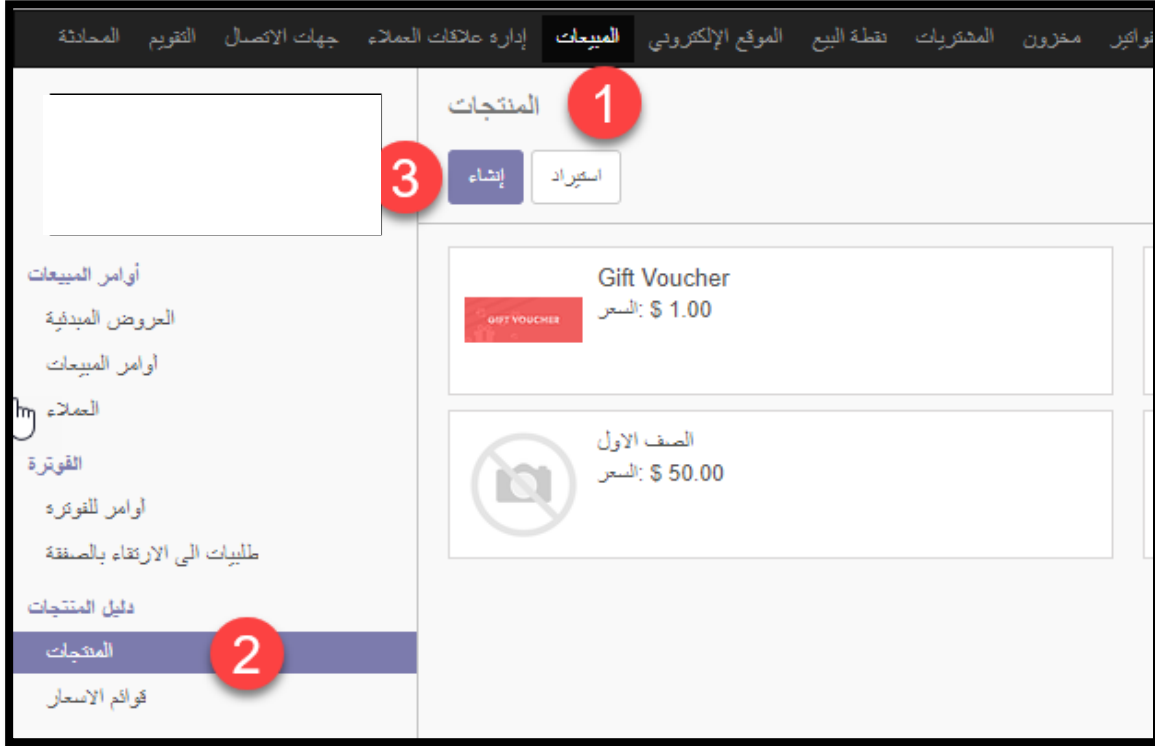 المحادثة التقويم جهات الاتصال إدارة علاقات العملاء المبيعات الموقع الإلكتروني نقطة البيع المشتريات مخزون
المنتجات
1
3
إنشاء
استيراد
أوامر المبيعات
العروض المبدئية
أوامر المبيعات
العملاء
الفوترة
أوامر للفوترة
طلبيات الى الارتقاء بالصفقة
دليل المنتجات
المنتجات
2
قوائم الاسعار
GIFT VOUCHER
Gift Voucher
السعر: $ 1.00
الصف الاول
السعر: $ 50.00